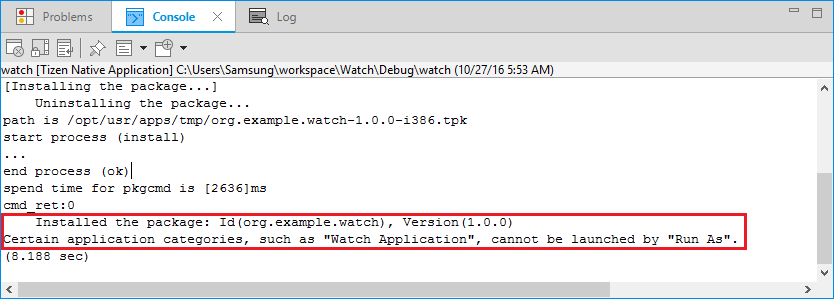 Problems Console Log
watch [Tizen Native Application] C:\Users\Samsung\workspace\Watch\Debug\watch (10/27/16 5:53 AM)
[Installing the package...]
    Uninstalling the package...
path is /opt/usr/apps/tmp/org.example.watch-1.0.0-i386.tpk
start process (install)
...
end process (ok)
spend time for pkgcmd is [2636]ms
cmd_ret:0
    Installed the package: Id(org.example.watch), Version(1.0.0)
Certain application categories, such as "Watch Application", cannot be launched by "Run As".
(8.188 sec)